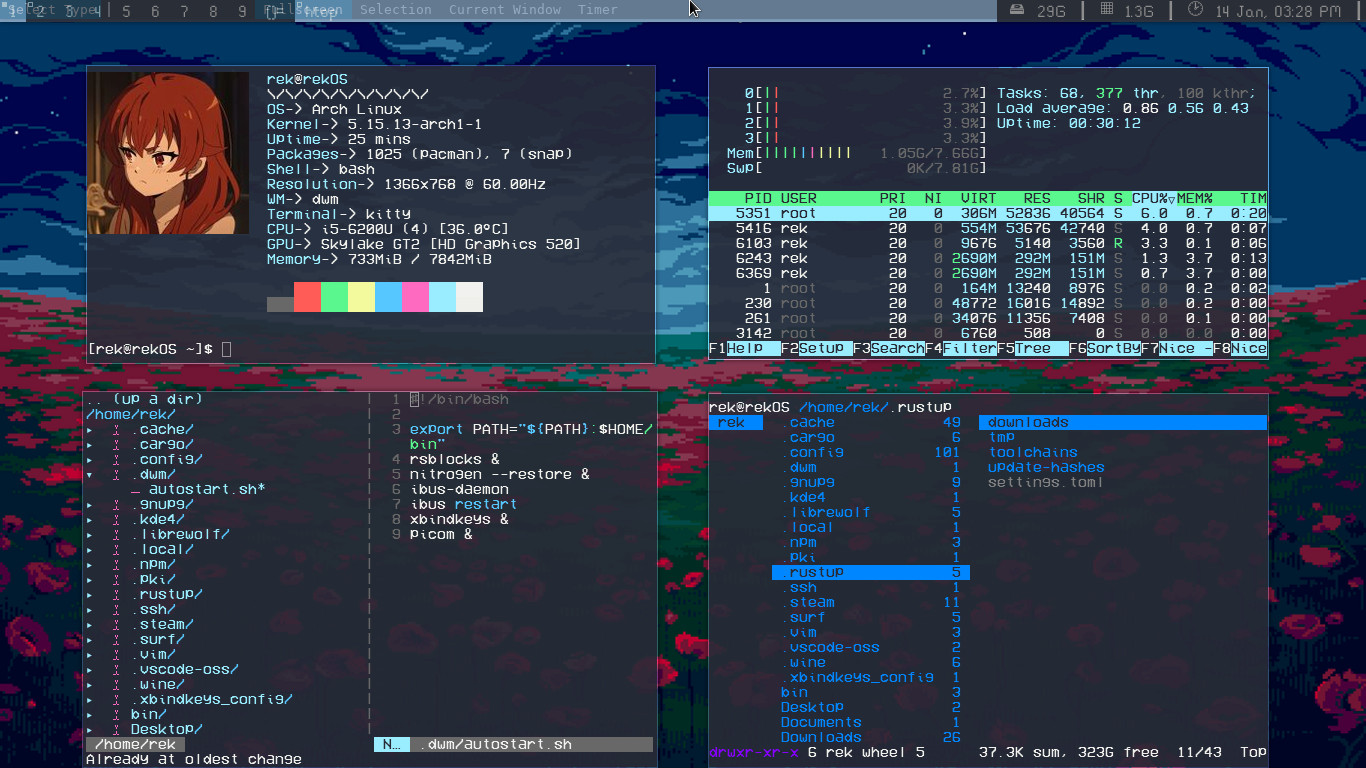 1 2 3 4 5 6 7 8 9 []= htop
Select Type Fullscreen Selection Current Window Timer
29G 1.3G 14 Jan, 03:28 PM
rek@rekOS
\/\/\/\/\/\/\/\/\/
OS-> Arch Linux
Kernel-> 5.15.13-arch1-1
Uptime-> 25 mins
Packages-> 1025 (pacman), 7 (snap)
Shell-> bash
Resolution-> 1366x768 @ 60.00Hz
WM-> dwm
Terminal-> kitty
CPU-> i5-6200U (4) [36.0°C]
GPU-> Skylake GT2 [HD Graphics 520]
Memory-> 733MiB / 7842MiB
[rek@rekOS ~]$
0[|| 2.7%] Tasks: 68, 377 thr, 100 kthr;
1[|| 3.3%] Load average: 0.86 0.56 0.43
2[|| 3.9%] Uptime: 00:30:12
3[|| 3.3%]
Mem[|||||||||| 1.05G/7.66G]
Swp[ 0K/7.81G]
PID USER PRI NI VIRT RES SHR S CPU%▽MEM% TIM
5351 root 20 0 306M 52836 40564 S 6.0 0.7 0:20
5416 rek 20 0 554M 53676 42740 S 4.0 0.7 0:07
6103 rek 20 0 9676 5140 3560 R 3.3 0.1 0:06
6243 rek 20 0 2690M 292M 151M S 1.3 3.7 0:13
6369 rek 20 0 2690M 292M 151M S 0.7 3.7 0:00
1 root 20 0 164M 13240 8976 S 0.0 0.2 0:02
230 root 20 0 48772 16016 14892 S 0.0 0.2 0:00
261 root 20 0 34076 11356 7408 S 0.0 0.1 0:00
3142 root 20 0 6760 508 0 S 0.0 0.0 0:00
F1Help F2Setup F3SearchF4FilterF5Tree F6SortByF7Nice -F8Nice
.. (up a dir)
/home/rek/
▸ .cache/
▸ .cargo/
▸ .config/
▾ .dwm/
autostart.sh*
▸ .gnupg/
▸ .kde4/
▸ .librewolf/
▸ .local/
▸ .npm/
▸ .pki/
▸ .rustup/
▸ .ssh/
▸ .steam/
▸ .surf/
▸ .vim/
▸ .vscode-oss/
▸ .wine/
▸ .xbindkeys_config/
▸ bin/
▸ Desktop/
/home/rek
Already at oldest change
1 #!/bin/bash
2
3 export PATH="${PATH}:$HOME/
bin"
4 rsblocks &
5 nitrogen --restore &
6 ibus-daemon
7 ibus restart
8 xbindkeys &
9 picom &
N… .dwm/autostart.sh
rek@rekOS /home/rek/.rustup
rek .cache 49 downloads
.cargo 6 tmp
.config 101 toolchains
.dwm 1 update-hashes
.gnupg 9 settings.toml
.kde4 1
.librewolf 5
.local 1
.npm 3
.pki 1
.rustup 5
.ssh 1
.steam 11
.surf 5
.vim 3
.vscode-oss 2
.wine 6
.xbindkeys_config 1
bin 3
Desktop 2
Documents 1
Downloads 26
drwxr-xr-x 6 rek wheel 5 37.3K sum, 323G free 11/43 Top